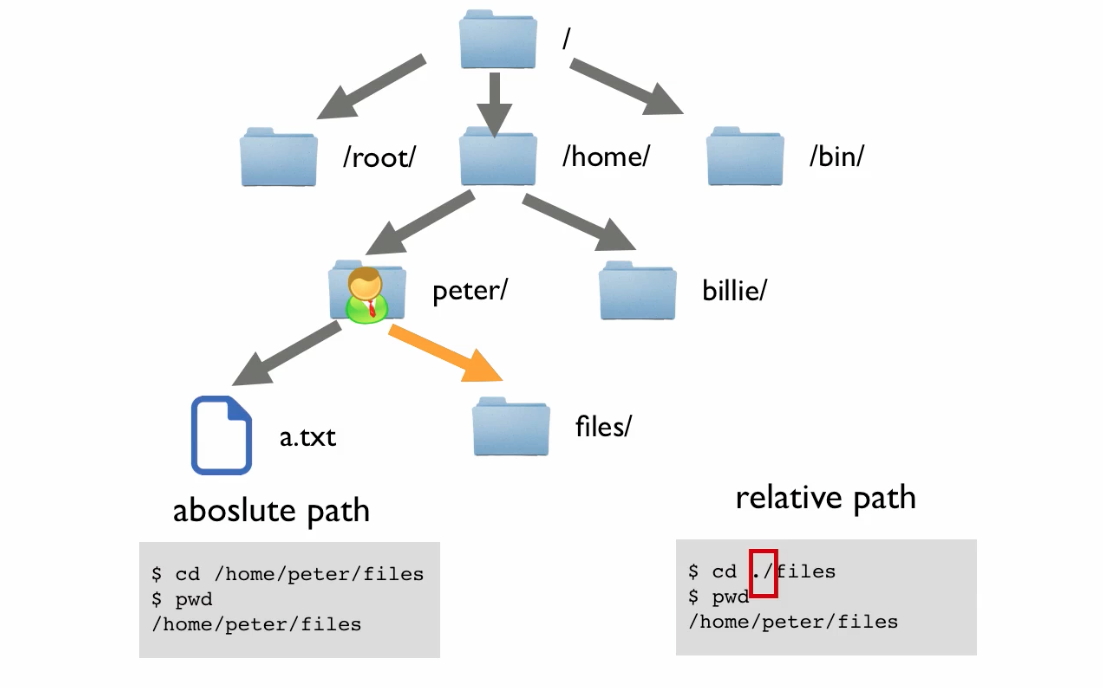 /
/root/
/home/
/bin/
peter/
billie/
a.txt
files/
aboslute path
$ cd /home/peter/files
$ pwd
/home/peter/files
relative path
$ cd ./files
$ pwd
/home/peter/files